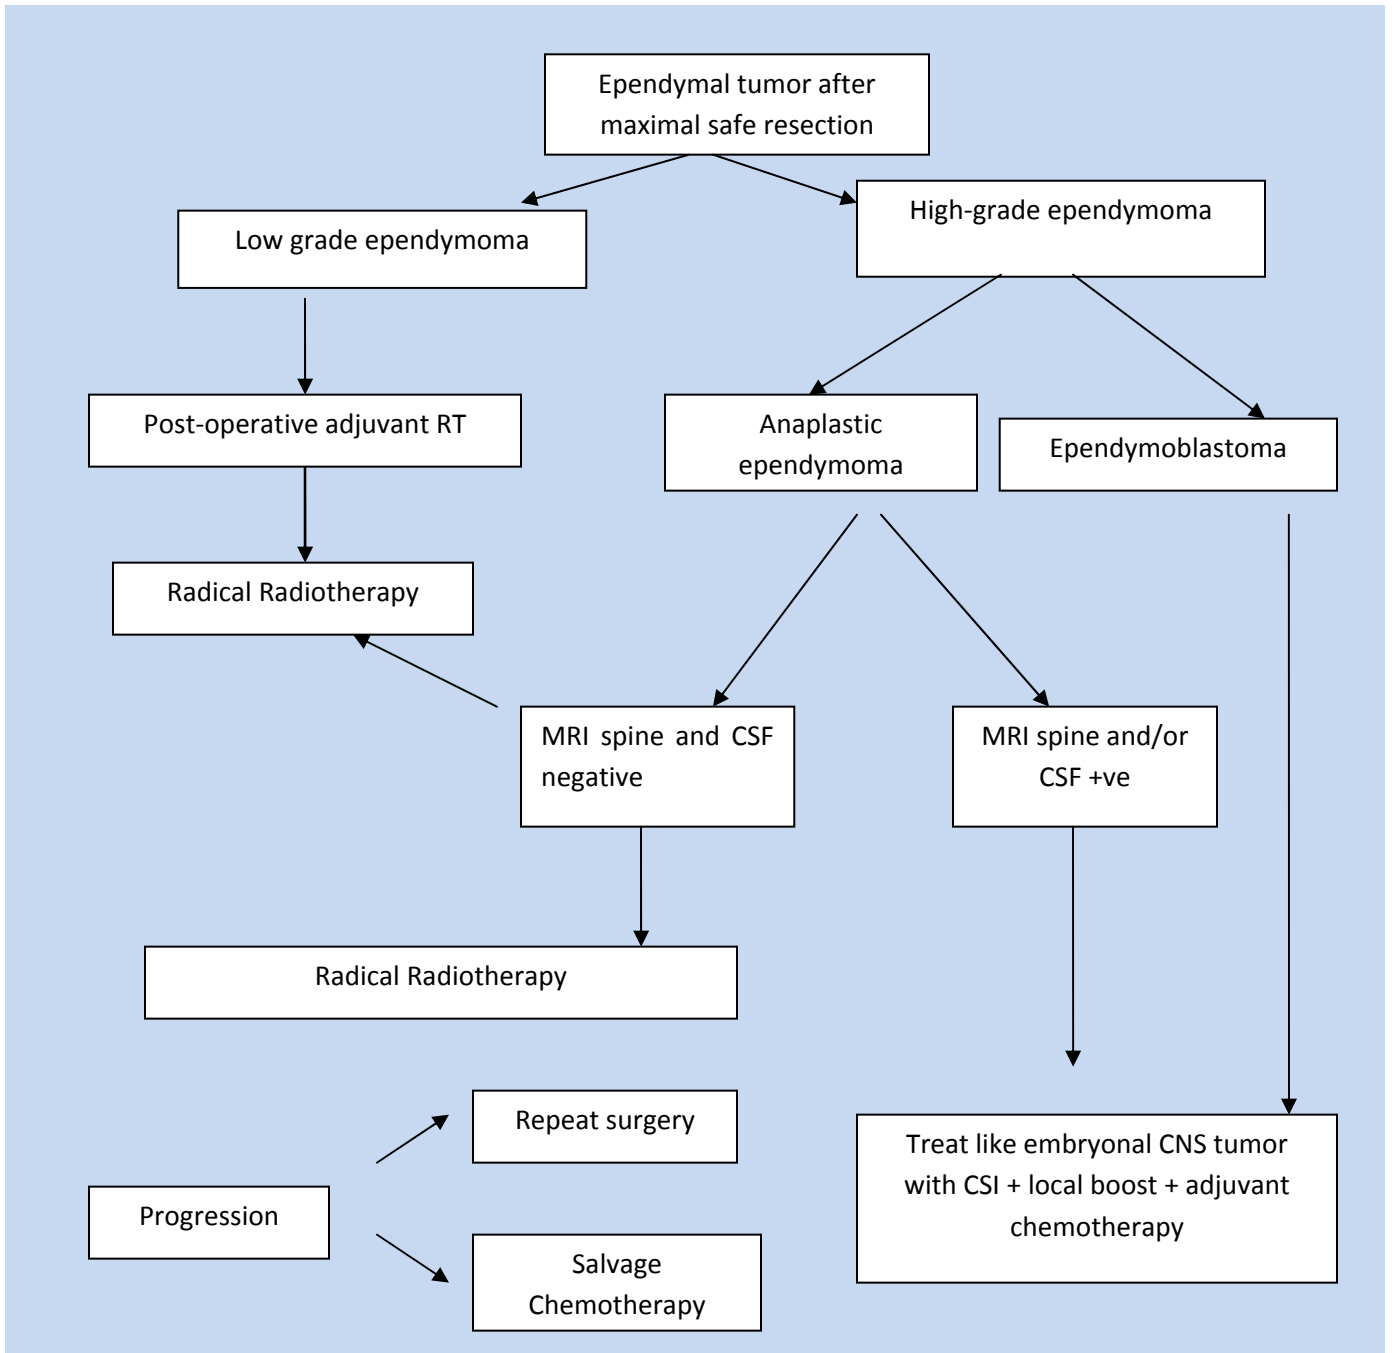 Ependymal tumor after
maximal safe resection
High-grade ependymoma
Low grade ependymoma
Post-operative adjuvant RT
Anaplastic
ependymoma
Ependymoblastoma
Radical Radiotherapy
MRI spine and CSF
negative
MRI spine and/or
CSF +ve
Radical Radiotherapy
Repeat surgery
Progression
Salvage
Chemotherapy
Treat like embryonal CNS tumor
with CSI + local boost + adjuvant
chemotherapy